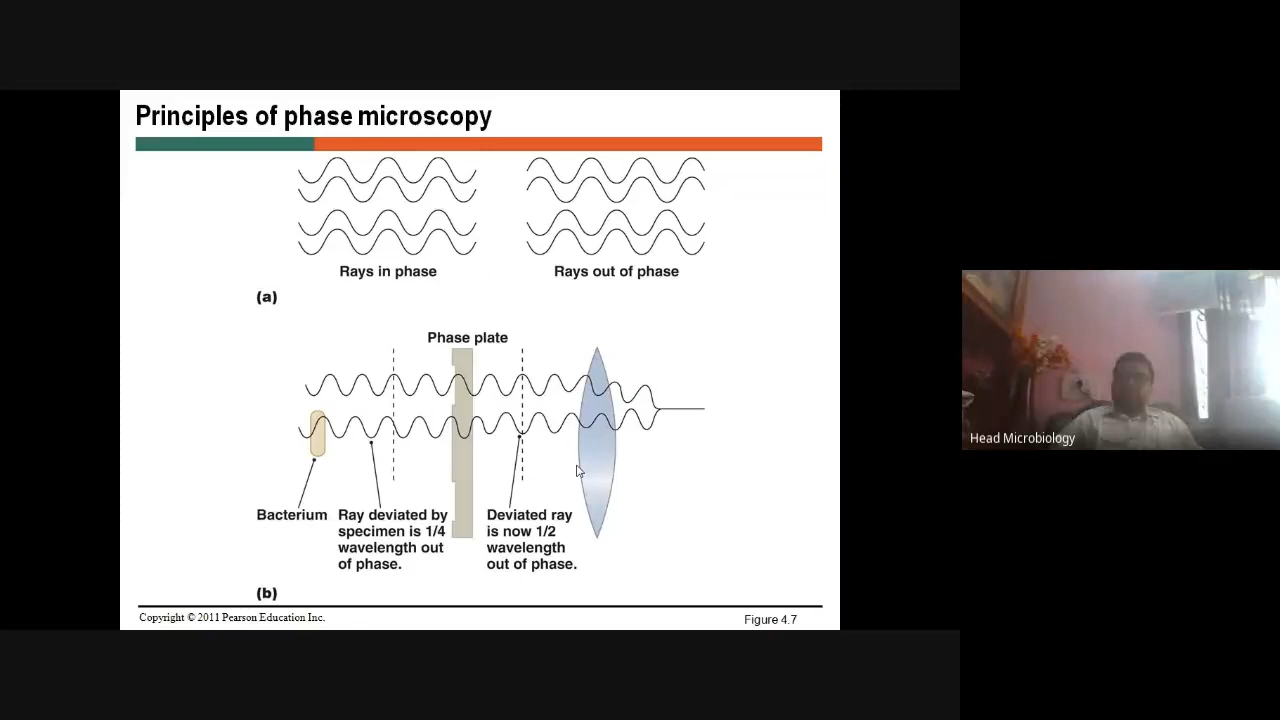 Principles of phase microscopy
Rays in phase
Rays out of phase
(a)
Phase plate
Bacterium
Ray deviated by
specimen is 1/4
wavelength out
of phase.
Deviated ray
is now 1/2
wavelength
out of phase.
(b)
Copyright © 2011 Pearson Education Inc.
Figure 4.7
Head Microbiology